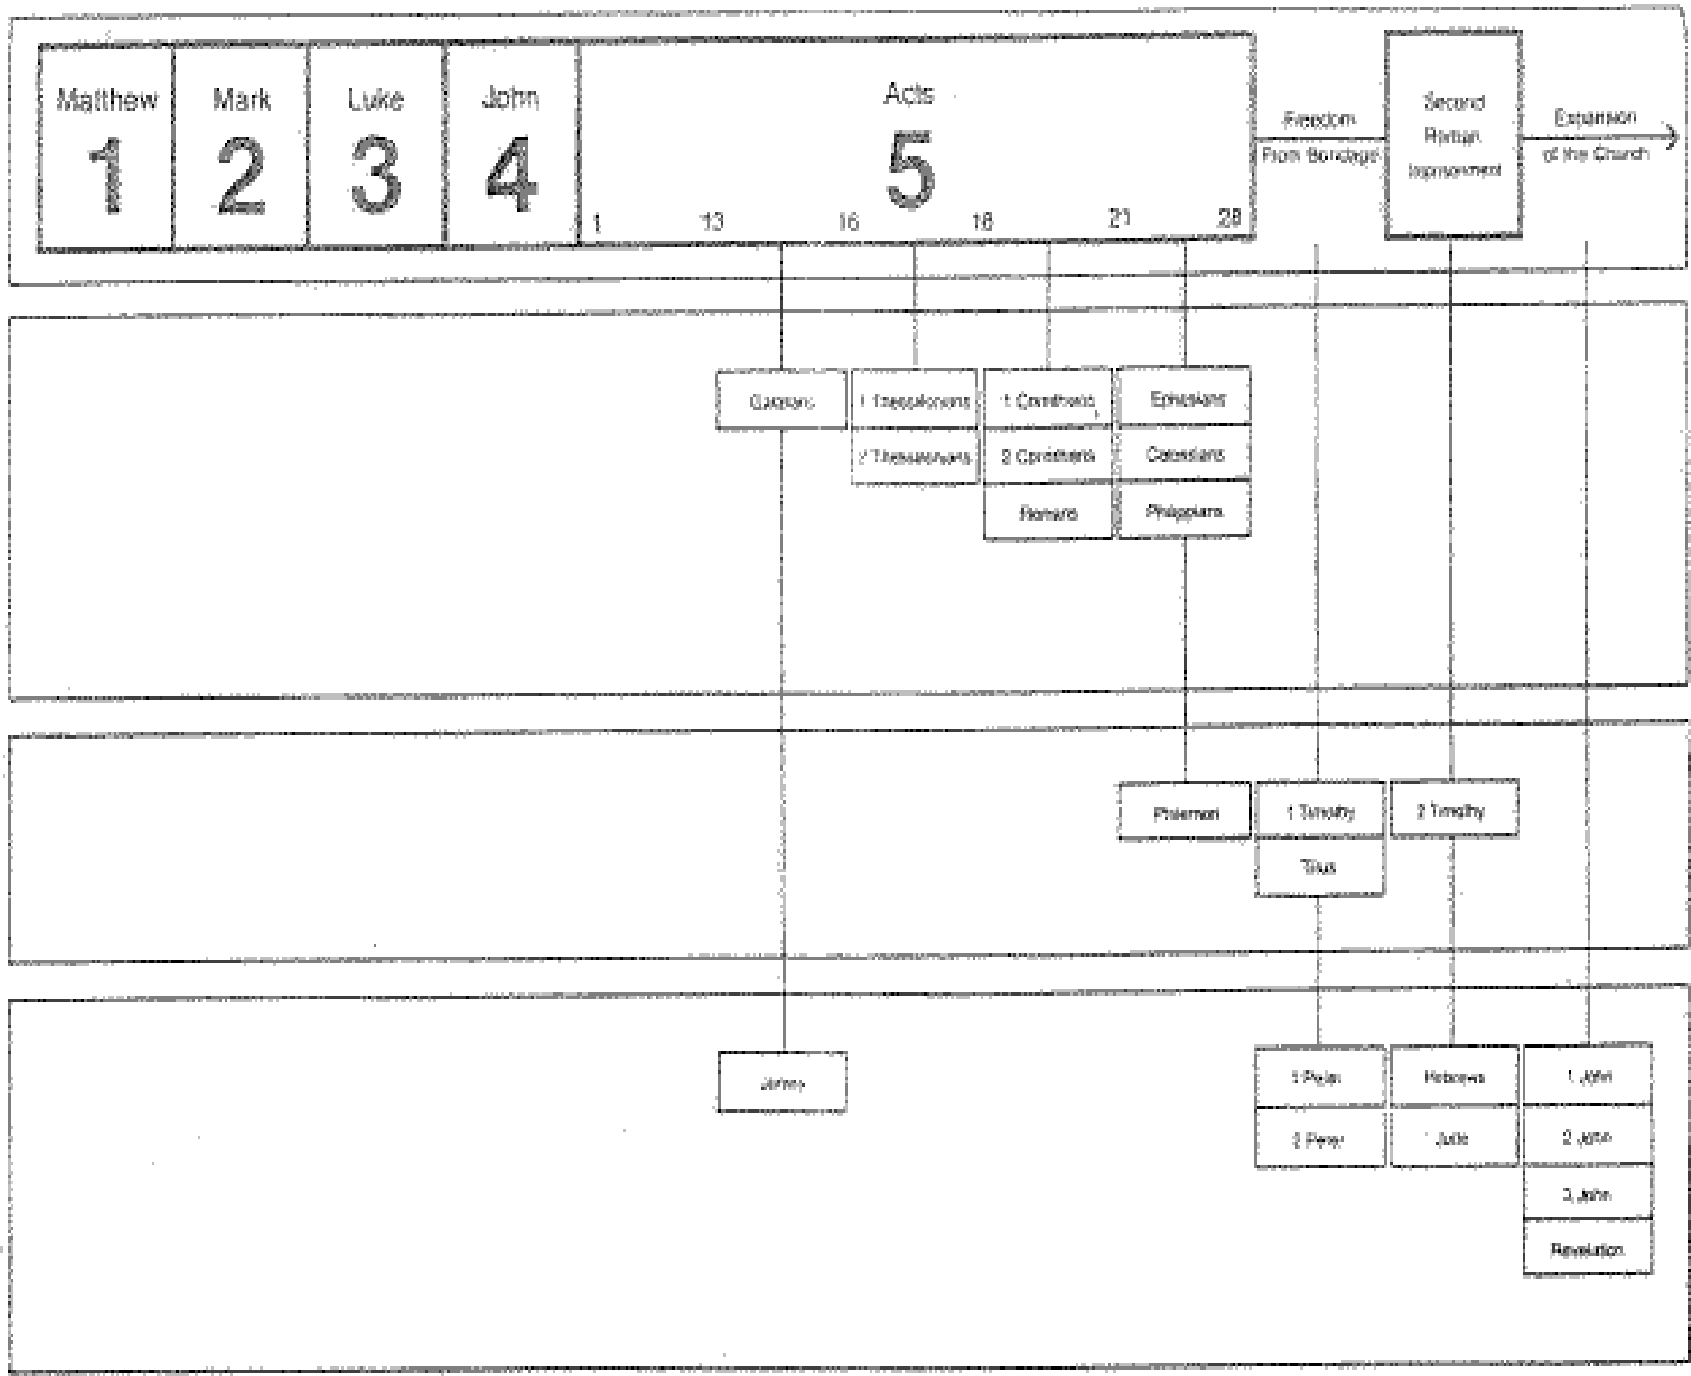 Matthew
1
Mark
2
Luke
3
John
4
Acts
5
1 13 16 18 21 28
Freedom
From Bondage
Second
Roman
Imprisonment
Expansion
of the Church
Galatians
1 Thessalonians
2 Thessalonians
1 Corinthians
2 Corinthians
Romans
Ephesians
Colossians
Philippians
Philemon
1 Timothy
Titus
2 Timothy
James
1 Peter
2 Peter
Hebrews
Jude
1 John
2 John
3 John
Revelation